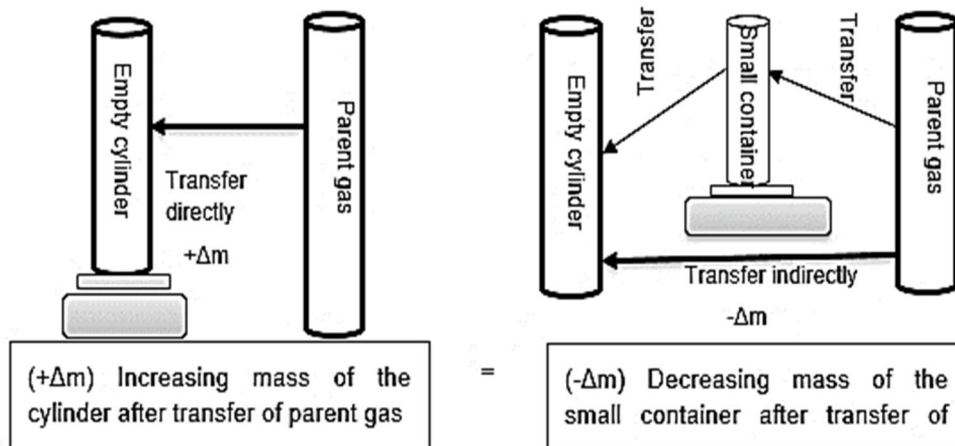 Empty cylinder
Parent gas
Transfer
directly
+Δm
(+Δm) Increasing mass of the
cylinder after transfer of parent gas
=
Empty cylinder
Transfer
Small container
Transfer
Parent gas
Transfer indirectly
-Δm
(-Δm) Decreasing mass of the
small container after transfer of